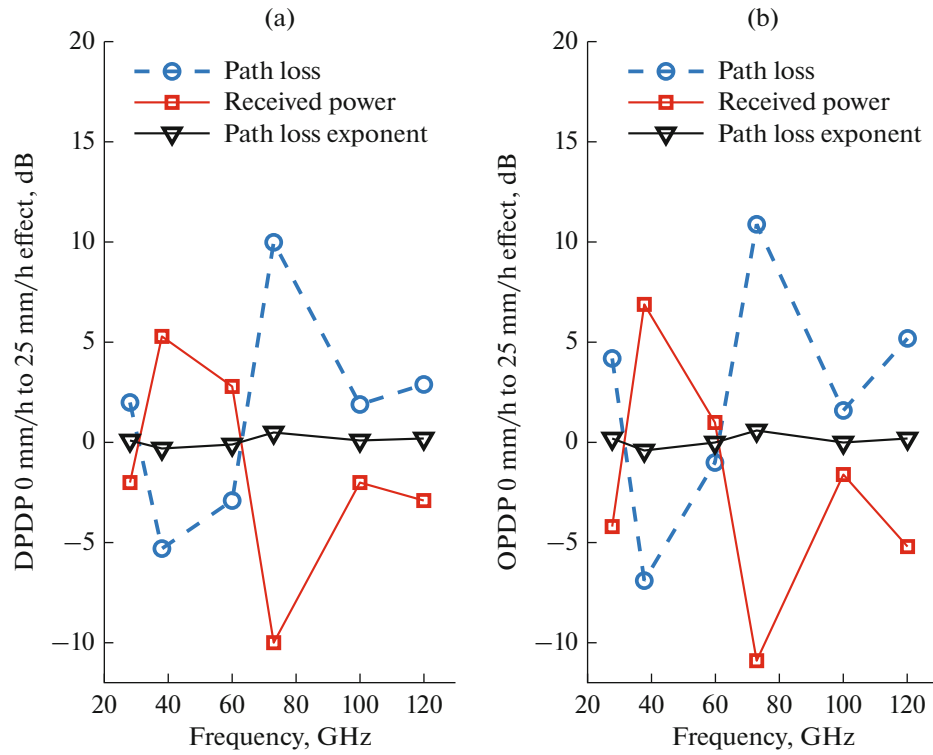 (a)
20
15
10
5
0
−5
−10
DPDP 0 mm/h to 25 mm/h effect, dB
Path loss
Received power
Path loss exponent
20 40 60 80 100 120
Frequency, GHz
(b)
20
15
10
5
0
−5
−10
OPDP 0 mm/h to 25 mm/h effect, dB
Path loss
Received power
Path loss exponent
20 40 60 80 100 120
Frequency, GHz